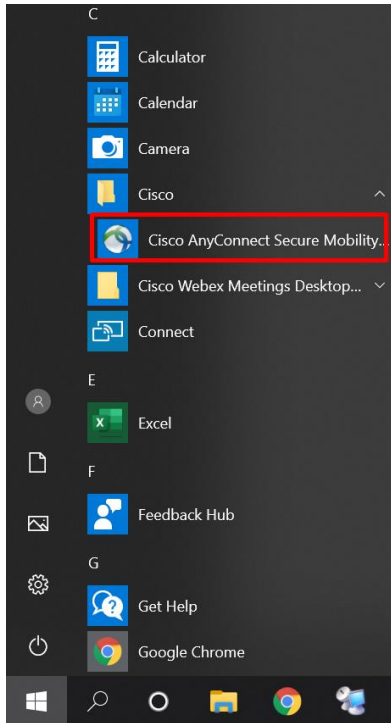 C
Calculator
Calendar
Camera
Cisco
Cisco AnyConnect Secure Mobility...
Cisco Webex Meetings Desktop...
Connect
E
Excel
F
Feedback Hub
G
Get Help
Google Chrome